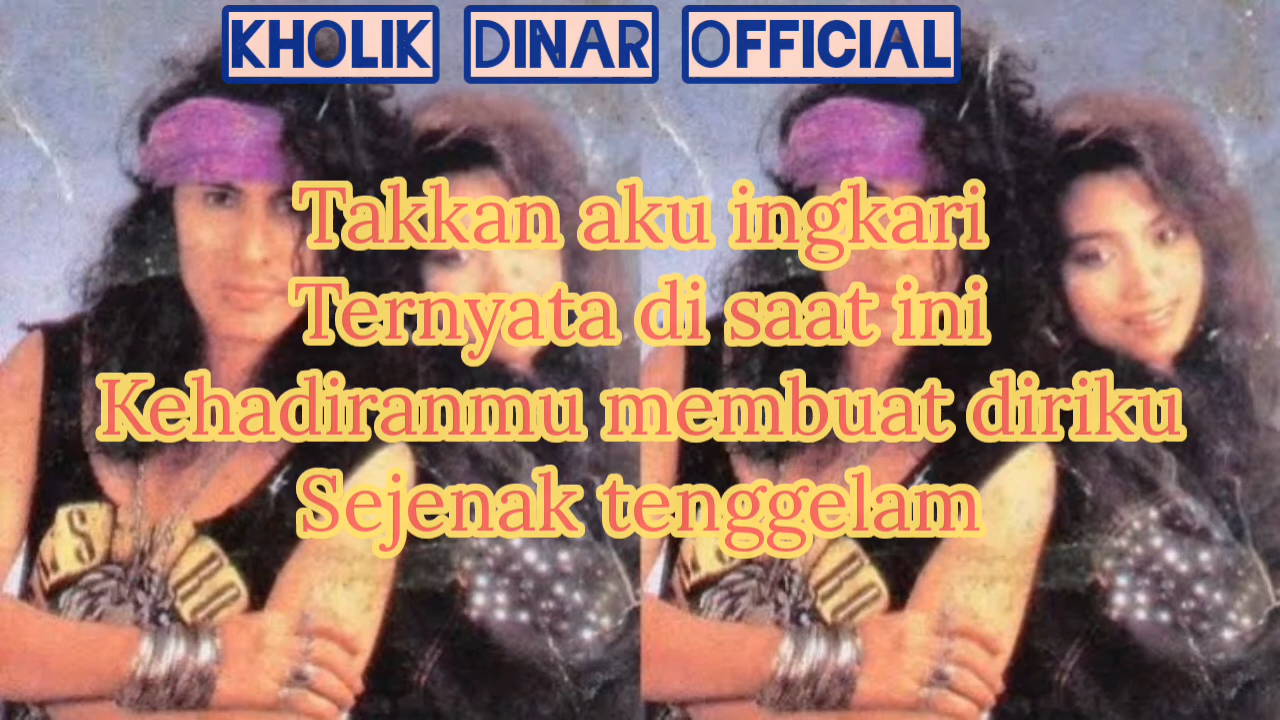 KHOLIK DINAR OFFICIAL
Takkan aku ingkari
Ternyata di saat ini
Kehadiranmu membuat diriku
Sejenak tenggelam